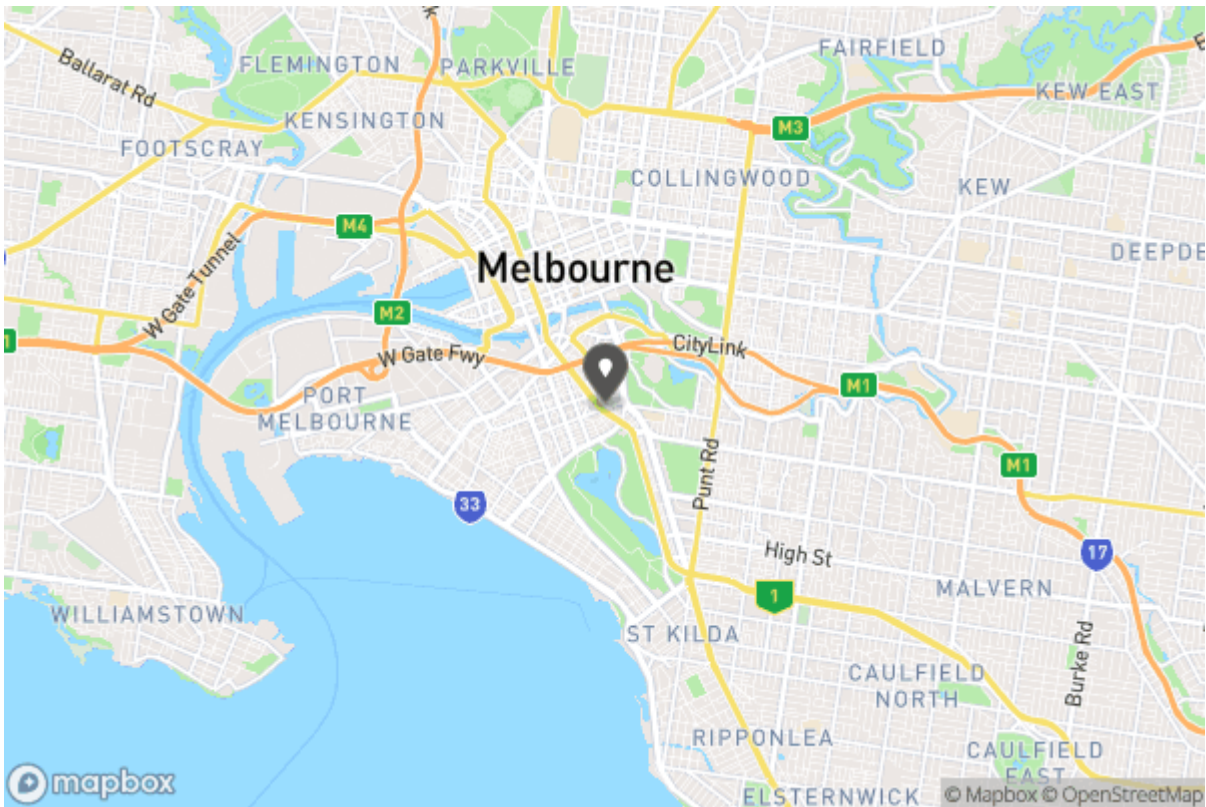 FAIRFIELD
FLEMINGTON
PARKVILLE
Ballarat Rd
KEW EAST
KENSINGTON
M3
FOOTSCRAY
COLLINGWOOD
KEW
M4
DEEPDE
Melbourne
W Gate Tunnel
M2
CityLink
W Gate Fwy
1
M1
PORT
MELBOURNE
Punt Rd
M1
33
High St
17
MALVERN
1
WILLIAMSTOWN
ST KILDA
Burke Rd
CAULFIELD
NORTH
RIPPONLEA
CAULFIELD
EAST
mapbox
ELSTERNWICK
© Mapbox © OpenStreetMap